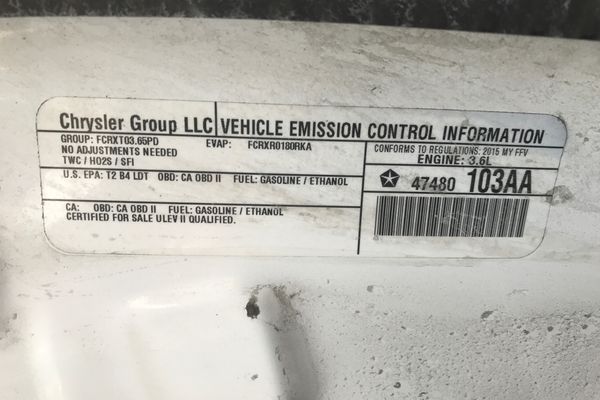 Chrysler Group LLC VEHICLE EMISSION CONTROL INFORMATION
GROUP: FCRXT03.65PD EVAP: FCRXR0180RKA
NO ADJUSTMENTS NEEDED
TWC / HO2S / SFI
CONFORMS TO REGULATIONS: 2015 MY FFV
ENGINE: 3.6L
U.S. EPA: T2 B4 LDT OBD: CA OBD II FUEL: GASOLINE / ETHANOL
47480 103AA
CA: OBD: CA OBD II FUEL: GASOLINE / ETHANOL
CERTIFIED FOR SALE ULEV II QUALIFIED.